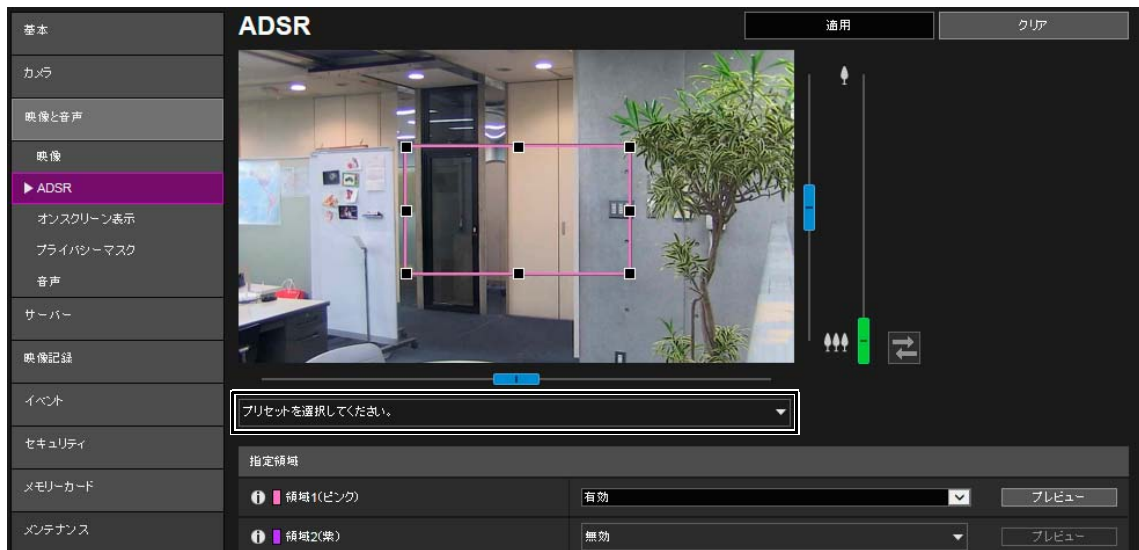 基本
カメラ
映像と音声
映像
▶ ADSR
オンスクリーン表示
プライバシーマスク
音声
サーバー
映像記録
イベント
セキュリティ
メモリーカード
メンテナンス
ADSR
適用
クリア
プリセットを選択してください。
指定領域
領域1(ピンク) 有効 プレビュー
領域2(紫) 無効 プレビュー